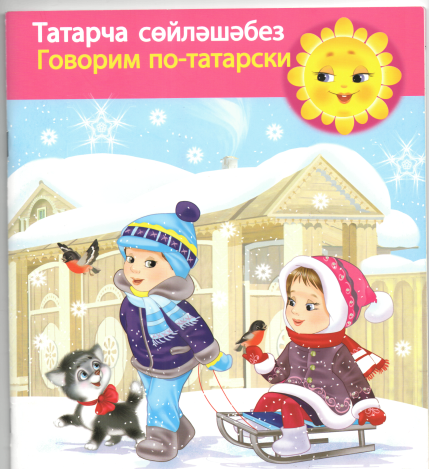 Татарча сөйләшәбез
Говорим по-татарски